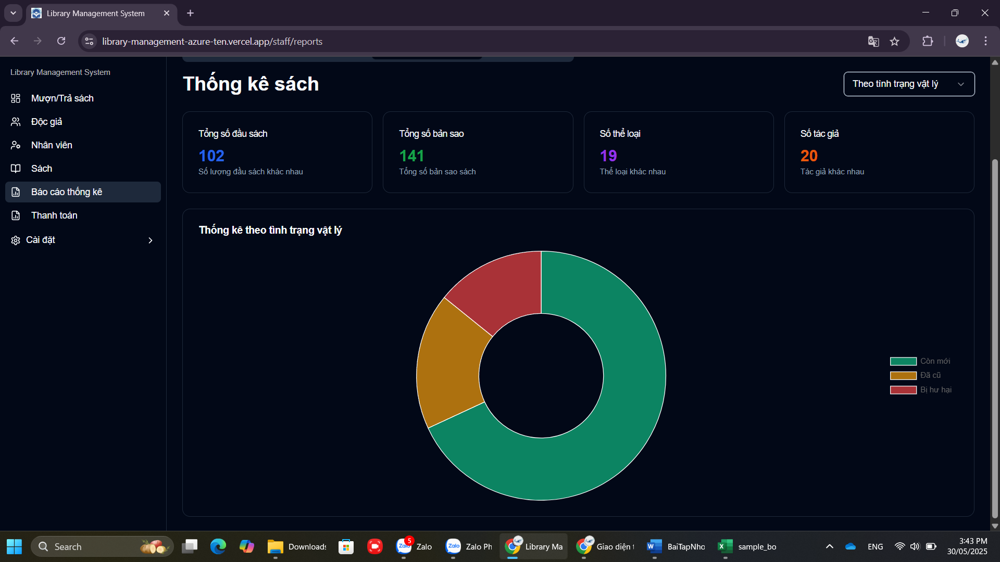 Library Management System
library-management-azure-ten.vercel.app/staff/reports
Library Management System
Mượn/Trả sách
Độc giả
Nhân viên
Sách
Báo cáo thống kê
Thanh toán
Cài đặt
Thống kê sách
Theo tình trạng vật lý
Tổng số đầu sách
102
Số lượng đầu sách khác nhau
Tổng số bản sao
141
Tổng số bản sao sách
Số thể loại
19
Thể loại khác nhau
Số tác giả
20
Tác giả khác nhau
Thống kê theo tình trạng vật lý
Còn mới
Đã cũ
Bị hư hại
Search
Downloads
5
Zalo
Zalo
Zalo
Zalo Ph
Library Ma
Giao diện t
BaiTapNho
sample_bo
ENG
3:43 PM
30/05/2025